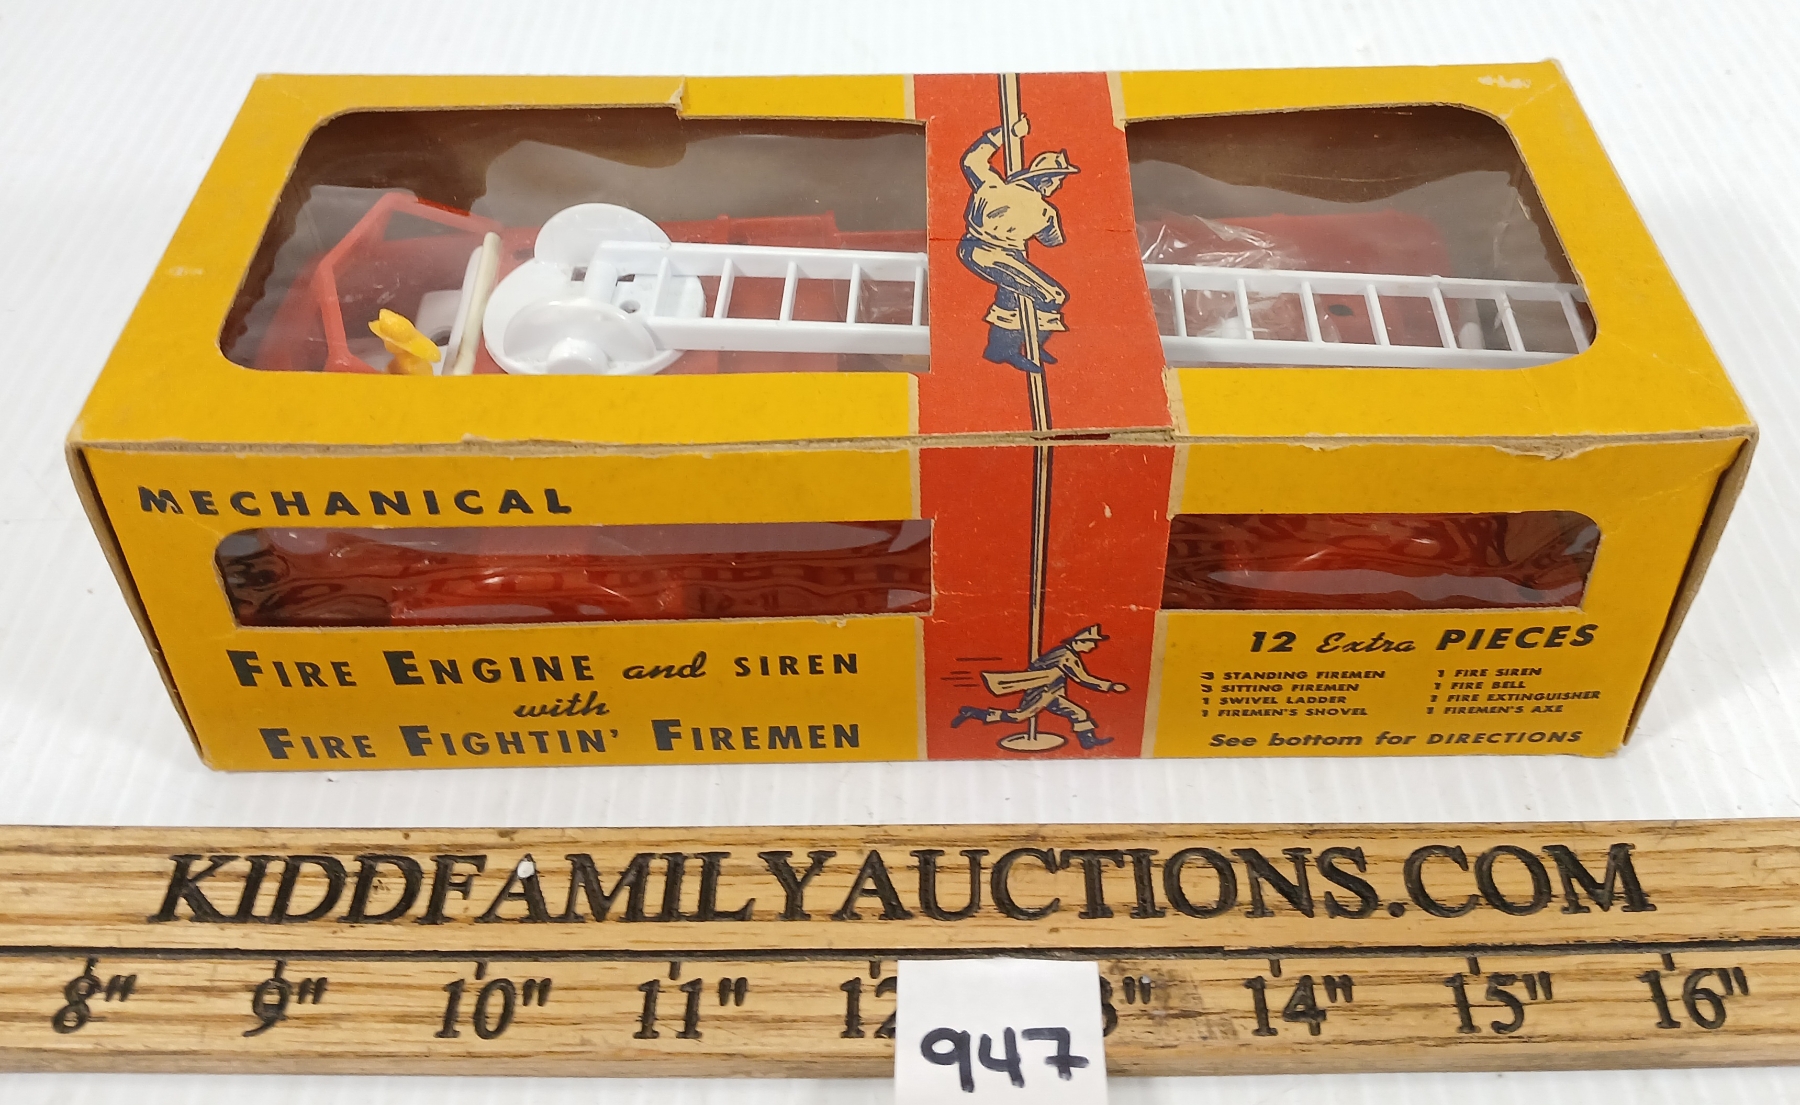 MECHANICAL
FIRE ENGINE and SIREN
with
FIRE FIGHTIN' FIREMEN
12 Extra PIECES
3 STANDING FIREMEN
3 SITTING FIREMEN
1 SWIVEL LADDER
1 FIREMEN'S SHOVEL
1 FIRE SIREN
1 FIRE BELL
1 FIRE EXTINGUISHER
1 FIREMEN'S AXE
See bottom for DIRECTIONS
KIDDFAMILYAUCTIONS.COM
8" 9" 10" 11" 12 3" 14" 15" 16"
947